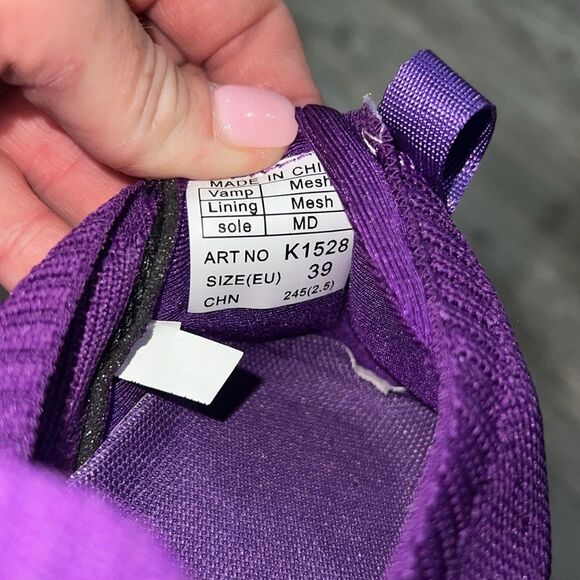 MADE IN CHI
Vamp Mesh
Lining Mesh
sole MD
ART NO K1528
SIZE(EU) 39
CHN 245(2.5)